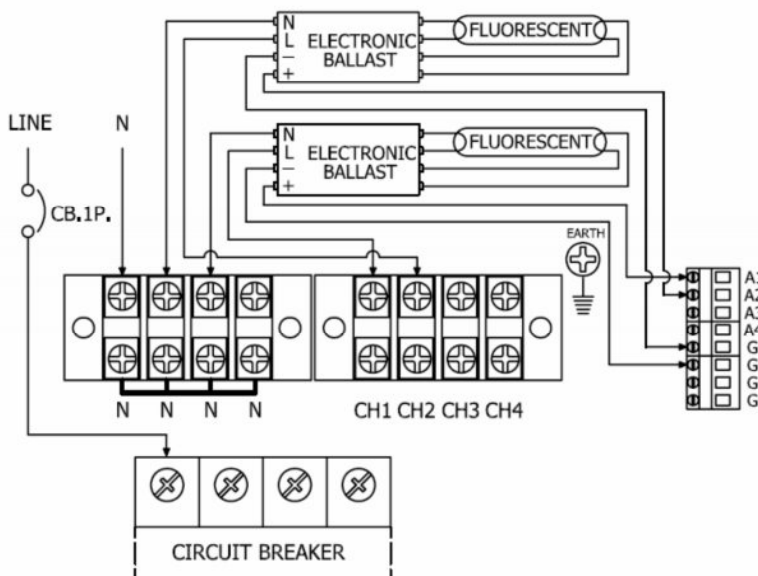 N
L
−
+
ELECTRONIC
BALLAST
FLUORESCENT
LINE
N
N
L
−
+
ELECTRONIC
BALLAST
FLUORESCENT
CB.1P.
EARTH
A1
A2
A3
A4
G
G
G
G
N N N N
CH1 CH2 CH3 CH4
CIRCUIT BREAKER